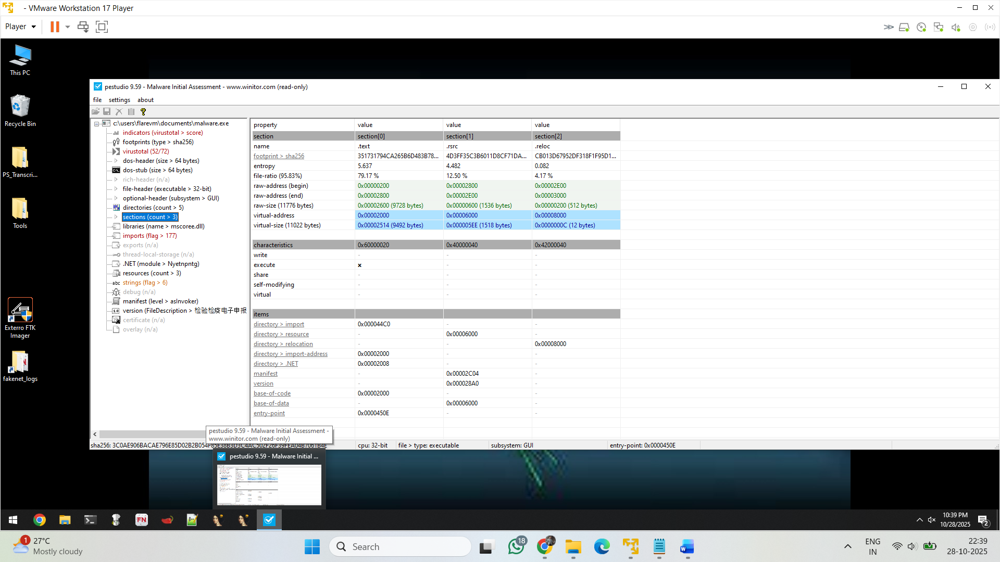 - VMware Workstation 17 Player
Player
This PC
Recycle Bin
PS_Transcri...
Tools
Exterro FTK
Imager
fakenet_logs
pestudio 9.59 - Malware Initial Assessment - www.winitor.com (read-only)
file settings about
c:\users\flarevm\documents\malware.exe
indicators (virustotal > score)
footprints (type > sha256)
virustotal (52/72)
dos-header (size > 64 bytes)
dos-stub (size > 64 bytes)
rich-header (n/a)
file-header (executable > 32-bit)
optional-header (subsystem > GUI)
directories (count > 5)
sections (count > 3)
libraries (name > mscoree.dll)
imports (flag > 177)
exports (n/a)
thread-local-storage (n/a)
.NET (module > Nyetnpntg)
resources (count > 3)
abc strings (flag > 6)
debug (n/a)
manifest (level > asInvoker)
1.0 version (FileDescription > 检验检疫电子申报
certificate (n/a)
overlay (n/a)
property value value value
section section[0] section[1] section[2]
name .text .rsrc .reloc
footprint > sha256 351731794CA265B6D483B78... 4D3FF35C3B6011D8CF71DA... CB013D67952DF318F1F95D1...
entropy 5.637 4.482 0.082
file-ratio (95.83%) 79.17 % 12.50 % 4.17 %
raw-address (begin) 0x00000200 0x00002800 0x00002E00
raw-address (end) 0x00002800 0x00002E00 0x00003000
raw-size (11776 bytes) 0x00002600 (9728 bytes) 0x00000600 (1536 bytes) 0x00000200 (512 bytes)
virtual-address 0x00002000 0x00006000 0x00008000
virtual-size (11022 bytes) 0x00002514 (9492 bytes) 0x000005EE (1518 bytes) 0x0000000C (12 bytes)
characteristics 0x60000020 0x40000040 0x42000040
write - - -
execute x - -
share - - -
self-modifying - - -
virtual - - -
items
directory > import 0x000044C0 - -
directory > resource - 0x00006000 -
directory > relocation - - 0x00008000
directory > import-address 0x00002000 - -
directory > .NET 0x00002008 - -
manifest - 0x00002C04 -
version - 0x000028A0 -
base-of-code 0x00002000 - -
base-of-data - 0x00006000 -
entry-point 0x0000450E - -
pestudio 9.59 - Malware Initial Assessment -
www.winitor.com (read-only)
cpu: 32-bit file > type: executable subsystem: GUI entry-point: 0x0000450E
pestudio 9.59 - Malware Initial ...
FN
10:39 PM
10/28/2025
2
1
27°C
Mostly cloudy
Search
18
ENG
IN
22:39
28-10-2025